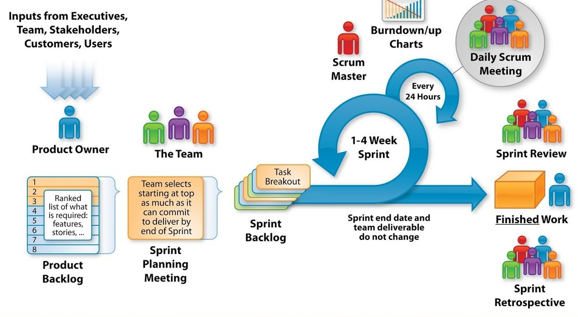 Inputs from Executives,
Team, Stakeholders,
Customers, Users
Product Owner
The Team
1
2
3
4
5
6
7
8
Ranked
list of what
is required:
features,
stories, ...
Product
Backlog
Team selects
starting at top
as much as it
can commit
to deliver by
end of Sprint
Sprint
Planning
Meeting
Task
Breakout
Sprint
Backlog
Scrum
Master
Burndown/up
Charts
Every
24 Hours
Daily Scrum
Meeting
1-4 Week
Sprint
Sprint end date and
team deliverable
do not change
Sprint Review
Finished Work
Sprint
Retrospective